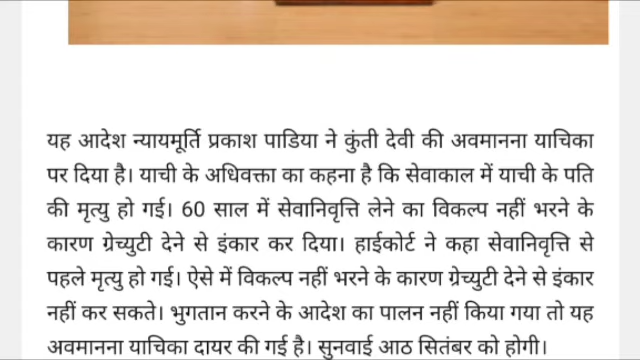 यह आदेश न्यायमूर्ति प्रकाश पाडिया ने कुंती देवी की अवमानना याचिका
पर दिया है। याची के अधिवक्ता का कहना है कि सेवाकाल में याची के पति
की मृत्यु हो गई। 60 साल में सेवानिवृत्ति लेने का विकल्प नहीं भरने के
कारण ग्रेच्युटी देने से इंकार कर दिया। हाईकोर्ट ने कहा सेवानिवृत्ति से
पहले मृत्यु हो गई। ऐसे में विकल्प नहीं भरने के कारण ग्रेच्युटी देने से इंकार
नहीं कर सकते। भुगतान करने के आदेश का पालन नहीं किया गया तो यह
अवमानना याचिका दायर की गई है। सुनवाई आठ सितंबर को होगी।